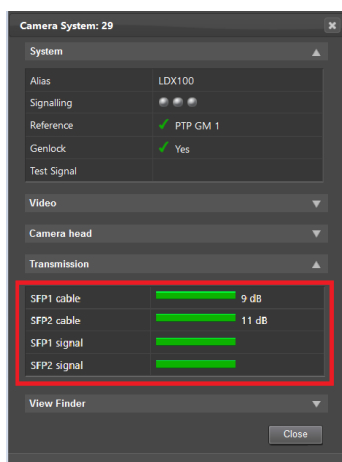 Camera System: 29
System
Alias LDX100
Signalling
Reference PTP GM 1
Genlock Yes
Test Signal
Video
Camera head
Transmission
SFP1 cable 9 dB
SFP2 cable 11 dB
SFP1 signal
SFP2 signal
View Finder
Close